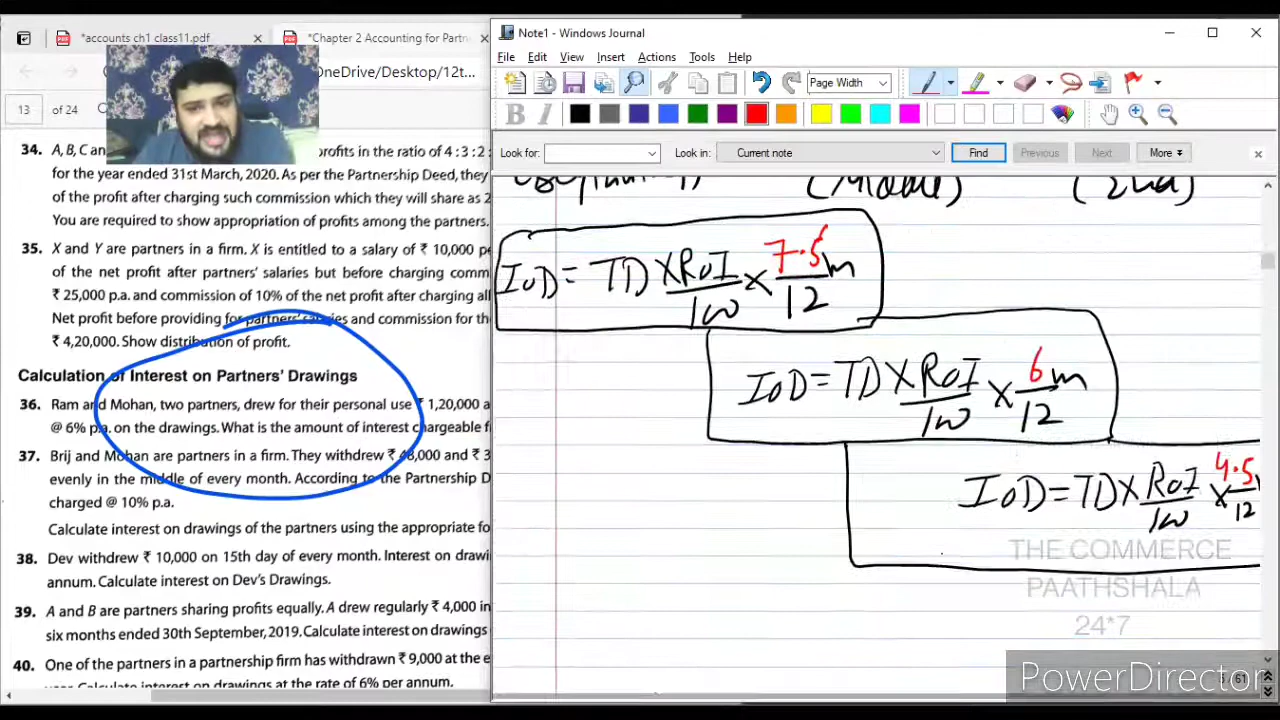 *accounts ch1 class11.pdf
*Chapter 2 Accounting for Partn
OneDrive/Desktop/12t...
13 of 24
34. A, B, C an profits in the ratio of 4 : 3 : 2 :
for the year ended 31st March, 2020. As per the Partnership Deed, they
of the profit after charging such commission which they will share as 2
You are required to show appropriation of profits among the partners.
35. X and Y are partners in a firm. X is entitled to a salary of ₹ 10,000 pe
of the net profit after partners' salaries but before charging comm
₹ 25,000 p.a. and commission of 10% of the net profit after charging all
Net profit before providing for partners' salaries and commission for the
₹ 4,20,000. Show distribution of profit.
Calculation of Interest on Partners' Drawings
36. Ram and Mohan, two partners, drew for their personal use ₹ 1,20,000 a
@ 6% p.a. on the drawings. What is the amount of interest chargeable f
37. Brij and Mohan are partners in a firm. They withdrew ₹ 48,000 and ₹ 3
evenly in the middle of every month. According to the Partnership D
charged @ 10% p.a.
Calculate interest on drawings of the partners using the appropriate fo
38. Dev withdrew ₹ 10,000 on 15th day of every month. Interest on drawi
annum. Calculate interest on Dev's Drawings.
39. A and B are partners sharing profits equally. A drew regularly ₹ 4,000 in
six months ended 30th September, 2019. Calculate interest on drawings
40. One of the partners in a partnership firm has withdrawn ₹ 9,000 at the e
year. Calculate interest on drawings at the rate of 6% per annum.
Note1 - Windows Journal
File Edit View Insert Actions Tools Help
Page Width
B I
Look for: Look in: Current note Find Previous Next More
(Middle) (End)
IoD = TD × RoI/100 × 7.5m/12
IoD = TD × RoI/100 × 6m/12
IoD = TD × RoI/100 × 4.5/12
THE COMMERCE
PAATHSHALA
24*7
PowerDirector